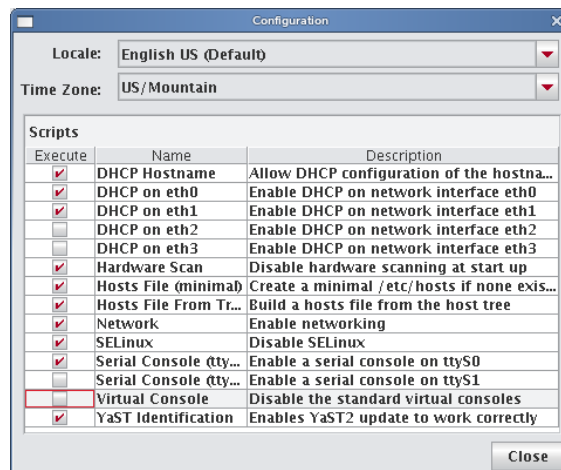 Configuration
Locale: English US (Default)
Time Zone: US/Mountain
Scripts
Execute Name Description
DHCP Hostname Allow DHCP configuration of the hostna...
DHCP on eth0 Enable DHCP on network interface eth0
DHCP on eth1 Enable DHCP on network interface eth1
DHCP on eth2 Enable DHCP on network interface eth2
DHCP on eth3 Enable DHCP on network interface eth3
Hardware Scan Disable hardware scanning at start up
Hosts File (minimal) Create a minimal /etc/hosts if none exis...
Hosts File From Tr... Build a hosts file from the host tree
Network Enable networking
SELinux Disable SELinux
Serial Console (tty... Enable a serial console on ttyS0
Serial Console (tty... Enable a serial console on ttyS1
Virtual Console Disable the standard virtual consoles
YaST Identification Enables YaST2 update to work correctly
Close